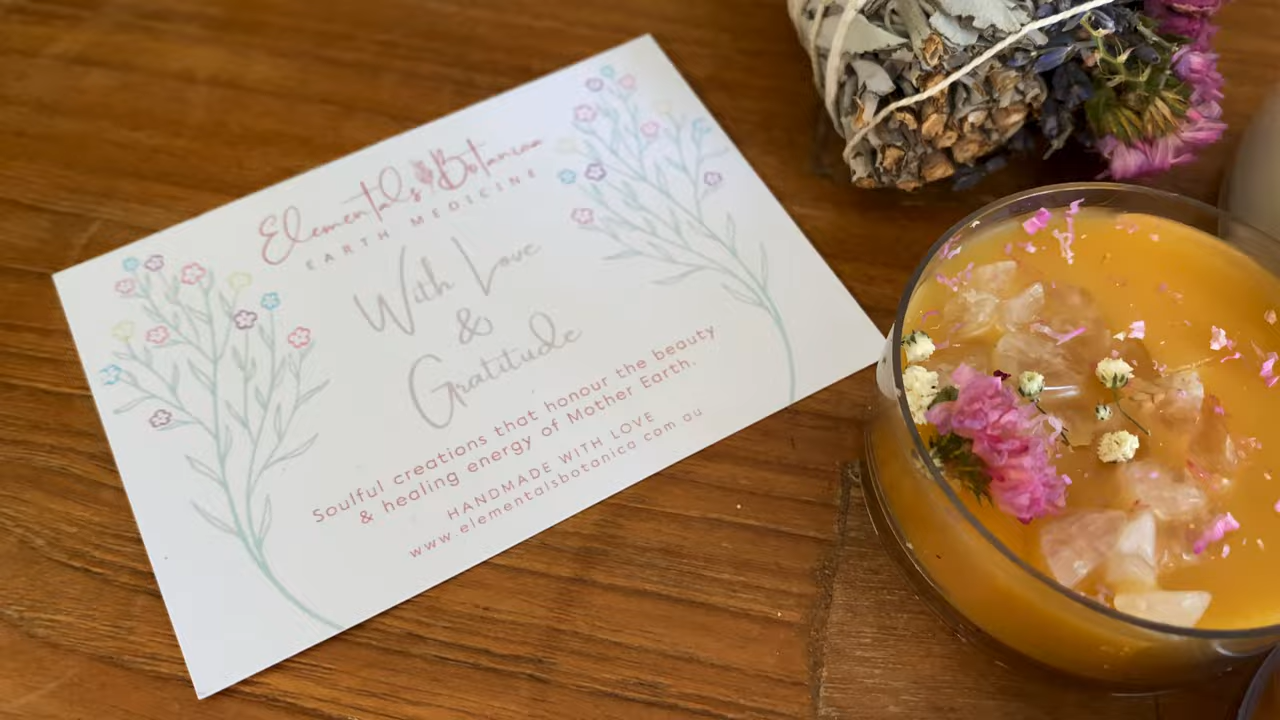 Elementals Botanica
EARTH MEDICINE
With Love
&
Gratitude
Soulful creations that honour the beauty
& healing energy of Mother Earth.
HANDMADE WITH LOVE
www.elementalsbotanica.com.au